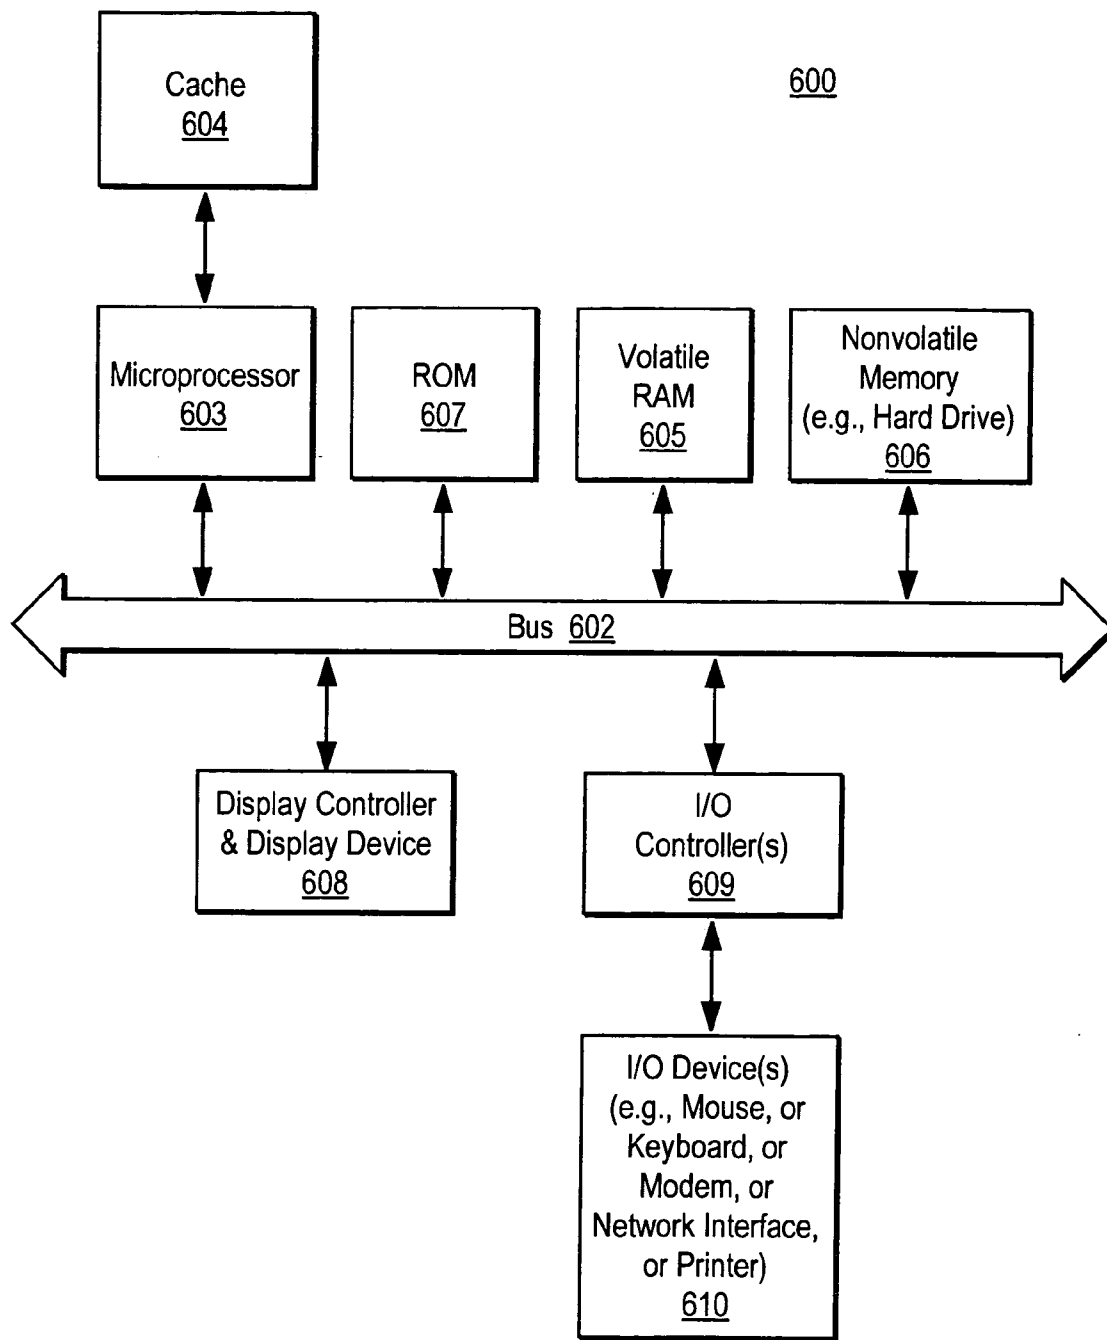 Cache
604
600
Microprocessor
603
ROM
607
Volatile
RAM
605
Nonvolatile
Memory
(e.g., Hard Drive)
606
Bus 602
Display Controller
& Display Device
608
I/O
Controller(s)
609
I/O Device(s)
(e.g., Mouse, or
Keyboard, or
Modem, or
Network Interface,
or Printer)
610